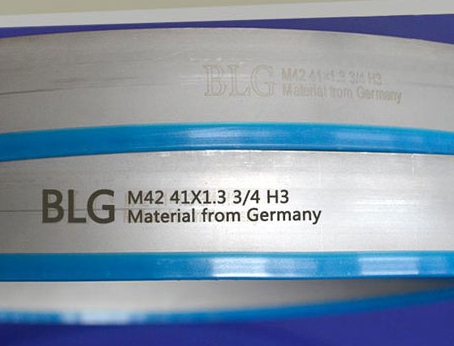 BLG M42 41X1.3 3/4 H3
Material from Germany
BLG M42 41X1.3 3/4 H3
Material from Germany